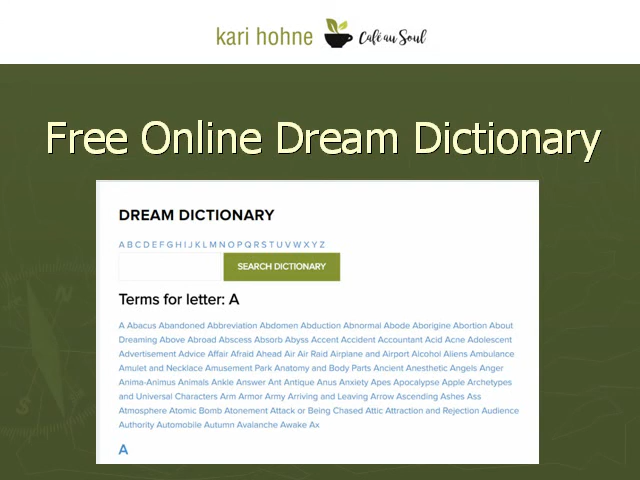 kari hohne Café au Soul
Free Online Dream Dictionary
DREAM DICTIONARY
A B C D E F G H I J K L M N O P Q R S T U V W X Y Z
SEARCH DICTIONARY
Terms for letter: A
A Abacus Abandoned Abbreviation Abdomen Abduction Abnormal Abode Aborigine Abortion About
Dreaming Above Abroad Abscess Absorb Abyss Accent Accident Accountant Acid Acne Adolescent
Advertisement Advice Affair Afraid Ahead Air Air Raid Airplane and Airport Alcohol Aliens Ambulance
Amulet and Necklace Amusement Park Anatomy and Body Parts Ancient Anesthetic Angels Anger
Anima-Animus Animals Ankle Answer Ant Antique Anus Anxiety Apes Apocalypse Apple Archetypes
and Universal Characters Arm Armor Army Arriving and Leaving Arrow Ascending Ashes Ass
Atmosphere Atomic Bomb Atonement Attack or Being Chased Attic Attraction and Rejection Audience
Authority Automobile Autumn Avalanche Awake Ax
A